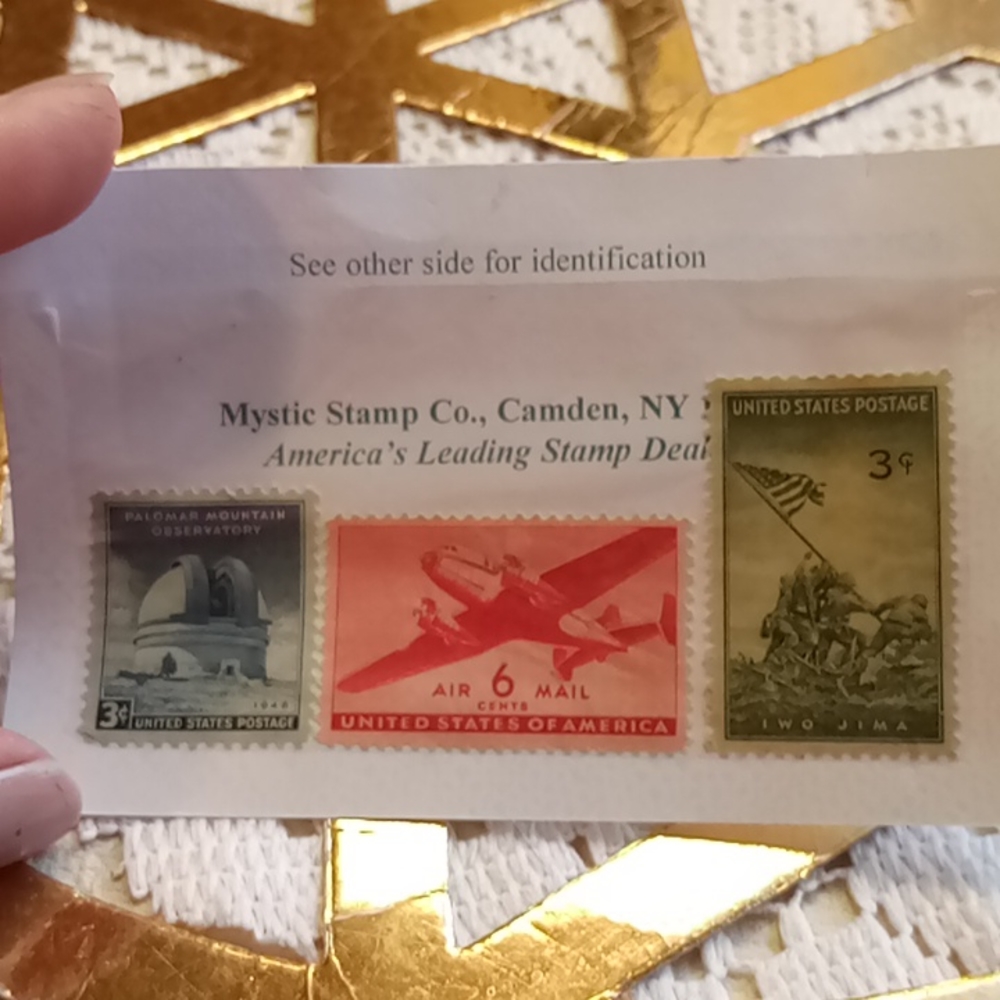 See other side for identification
Mystic Stamp Co., Camden, NY
America's Leading Stamp
UNITED STATES POSTAGE
3¢
IWO JIMA
PALOMAR MOUNTAIN
OBSERVATORY
1948
3¢ UNITED STATES POSTAGE
AIR 6 MAIL
CENTS
UNITED STATES OF AMERICA